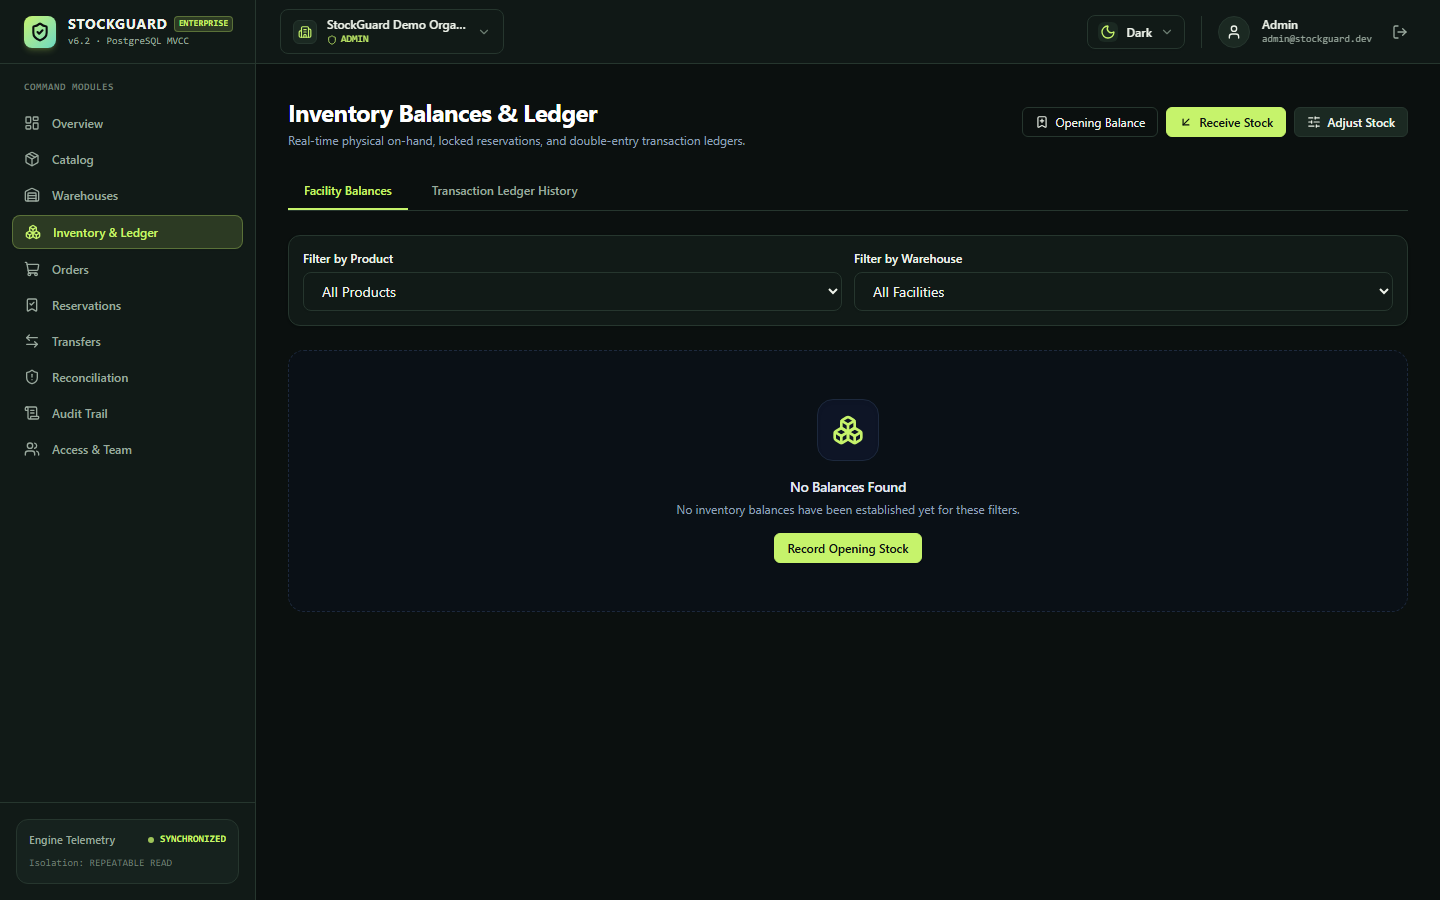 STOCKGUARD ENTERPRISE
v6.2 · PostgreSQL MVCC
StockGuard Demo Orga...
ADMIN
Dark
Admin
admin@stockguard.dev
COMMAND MODULES
Overview
Catalog
Warehouses
Inventory & Ledger
Orders
Reservations
Transfers
Reconciliation
Audit Trail
Access & Team
Engine Telemetry
SYNCHRONIZED
Isolation: REPEATABLE READ
Inventory Balances & Ledger
Real-time physical on-hand, locked reservations, and double-entry transaction ledgers.
Opening Balance
Receive Stock
Adjust Stock
Facility Balances
Transaction Ledger History
Filter by Product
All Products
Filter by Warehouse
All Facilities
No Balances Found
No inventory balances have been established yet for these filters.
Record Opening Stock